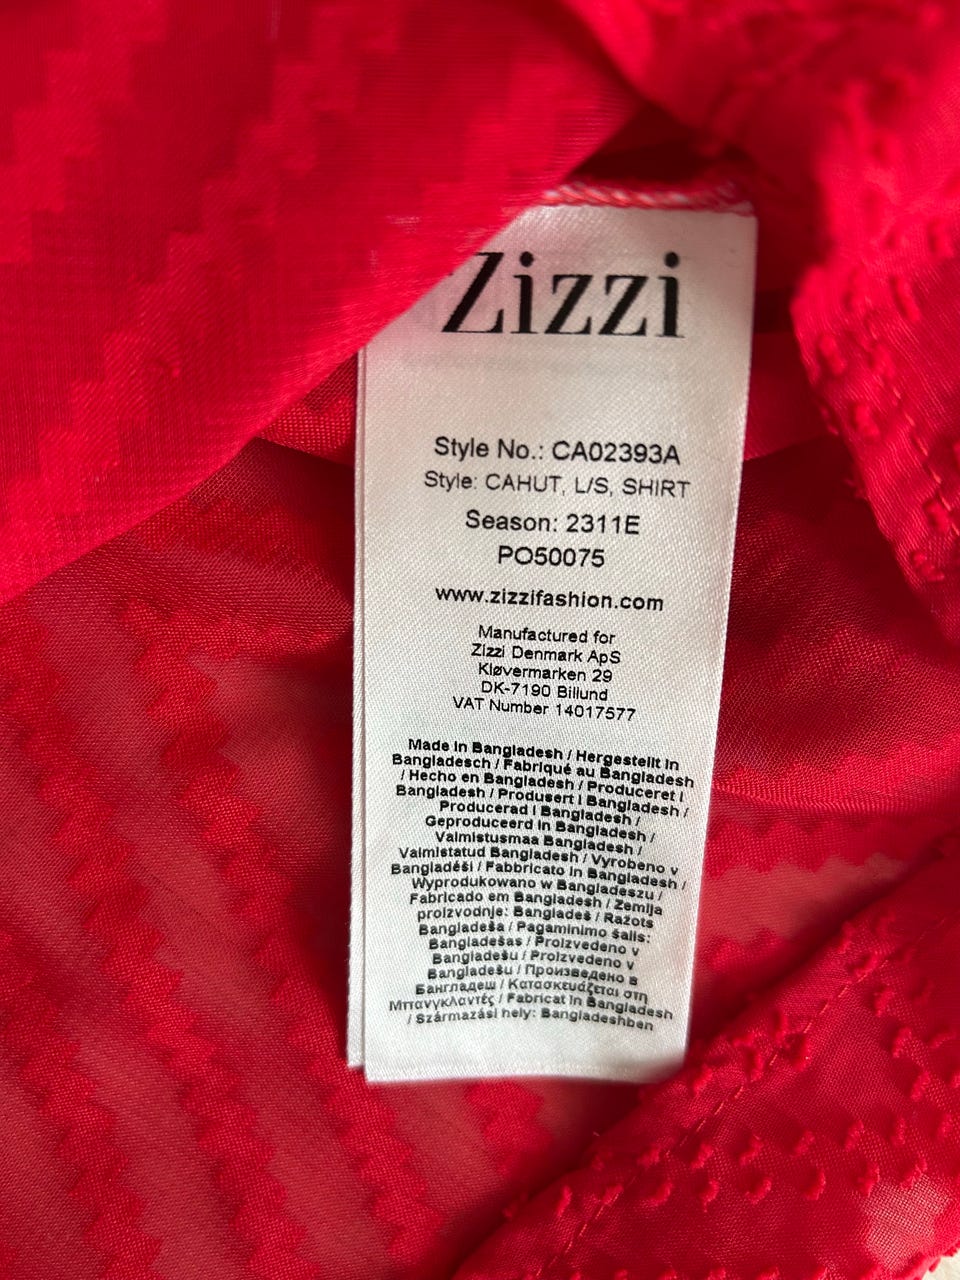 Zizzi
Style No.: CA02393A
Style: CAHUT, L/S, SHIRT
Season: 2311E
PO50075
www.zizzifashion.com
Manufactured for
Zizzi Denmark ApS
Kløvermarken 29
DK-7190 Billund
VAT Number 14017577
Made in Bangladesh / Hergestellt in
Bangladesch / Fabriqué au Bangladesh
/ Hecho en Bangladesh / Produceret i
Bangladesh / Produsert i Bangladesh /
Producerad i Bangladesh /
Geproduceerd in Bangladesh /
Valmistusmaa Bangladesh /
Valmistatud Bangladesh / Vyrobeno v
Bangladéši / Fabbricato in Bangladesh /
Wyprodukowano w Bangladeszu /
Fabricado em Bangladesh / Zemlja
proizvodnje: Bangladeš / Ražots
Bangladeša / Pagaminimo šalis:
Bangladešas / Proizvedeno v
Bangladešu / Proizvedeno v
Bangladešu / Произведено в
Бангладеш / Κατασκευάζεται στη
Μπανγκλαντές / Fabricat in Bangladesh
/ Származási hely: Bangladeshben